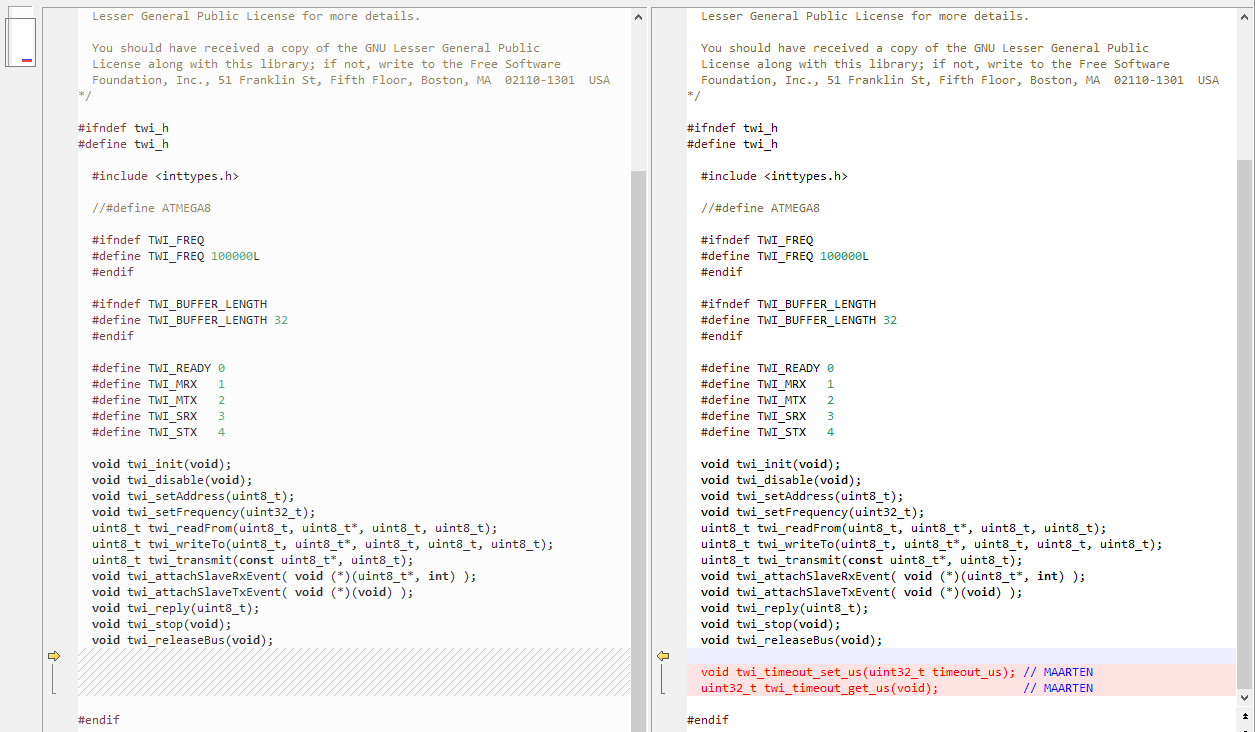 Lesser General Public License for more details.
You should have received a copy of the GNU Lesser General Public
License along with this library; if not, write to the Free Software
Foundation, Inc., 51 Franklin St, Fifth Floor, Boston, MA  02110-1301  USA
*/
#ifndef twi_h
#define twi_h
#include <inttypes.h>
//#define ATMEGA8
#ifndef TWI_FREQ
#define TWI_FREQ 100000L
#endif
#ifndef TWI_BUFFER_LENGTH
#define TWI_BUFFER_LENGTH 32
#endif
#define TWI_READY 0
#define TWI_MRX   1
#define TWI_MTX   2
#define TWI_SRX   3
#define TWI_STX   4
void twi_init(void);
void twi_disable(void);
void twi_setAddress(uint8_t);
void twi_setFrequency(uint32_t);
uint8_t twi_readFrom(uint8_t, uint8_t*, uint8_t, uint8_t);
uint8_t twi_writeTo(uint8_t, uint8_t*, uint8_t, uint8_t, uint8_t);
uint8_t twi_transmit(const uint8_t*, uint8_t);
void twi_attachSlaveRxEvent( void (*)(uint8_t*, int) );
void twi_attachSlaveTxEvent( void (*)(void) );
void twi_reply(uint8_t);
void twi_stop(void);
void twi_releaseBus(void);
#endif
Lesser General Public License for more details.
You should have received a copy of the GNU Lesser General Public
License along with this library; if not, write to the Free Software
Foundation, Inc., 51 Franklin St, Fifth Floor, Boston, MA  02110-1301  USA
*/
#ifndef twi_h
#define twi_h
#include <inttypes.h>
//#define ATMEGA8
#ifndef TWI_FREQ
#define TWI_FREQ 100000L
#endif
#ifndef TWI_BUFFER_LENGTH
#define TWI_BUFFER_LENGTH 32
#endif
#define TWI_READY 0
#define TWI_MRX   1
#define TWI_MTX   2
#define TWI_SRX   3
#define TWI_STX   4
void twi_init(void);
void twi_disable(void);
void twi_setAddress(uint8_t);
void twi_setFrequency(uint32_t);
uint8_t twi_readFrom(uint8_t, uint8_t*, uint8_t, uint8_t);
uint8_t twi_writeTo(uint8_t, uint8_t*, uint8_t, uint8_t, uint8_t);
uint8_t twi_transmit(const uint8_t*, uint8_t);
void twi_attachSlaveRxEvent( void (*)(uint8_t*, int) );
void twi_attachSlaveTxEvent( void (*)(void) );
void twi_reply(uint8_t);
void twi_stop(void);
void twi_releaseBus(void);
void twi_timeout_set_us(uint32_t timeout_us); // MAARTEN
uint32_t twi_timeout_get_us(void);            // MAARTEN
#endif